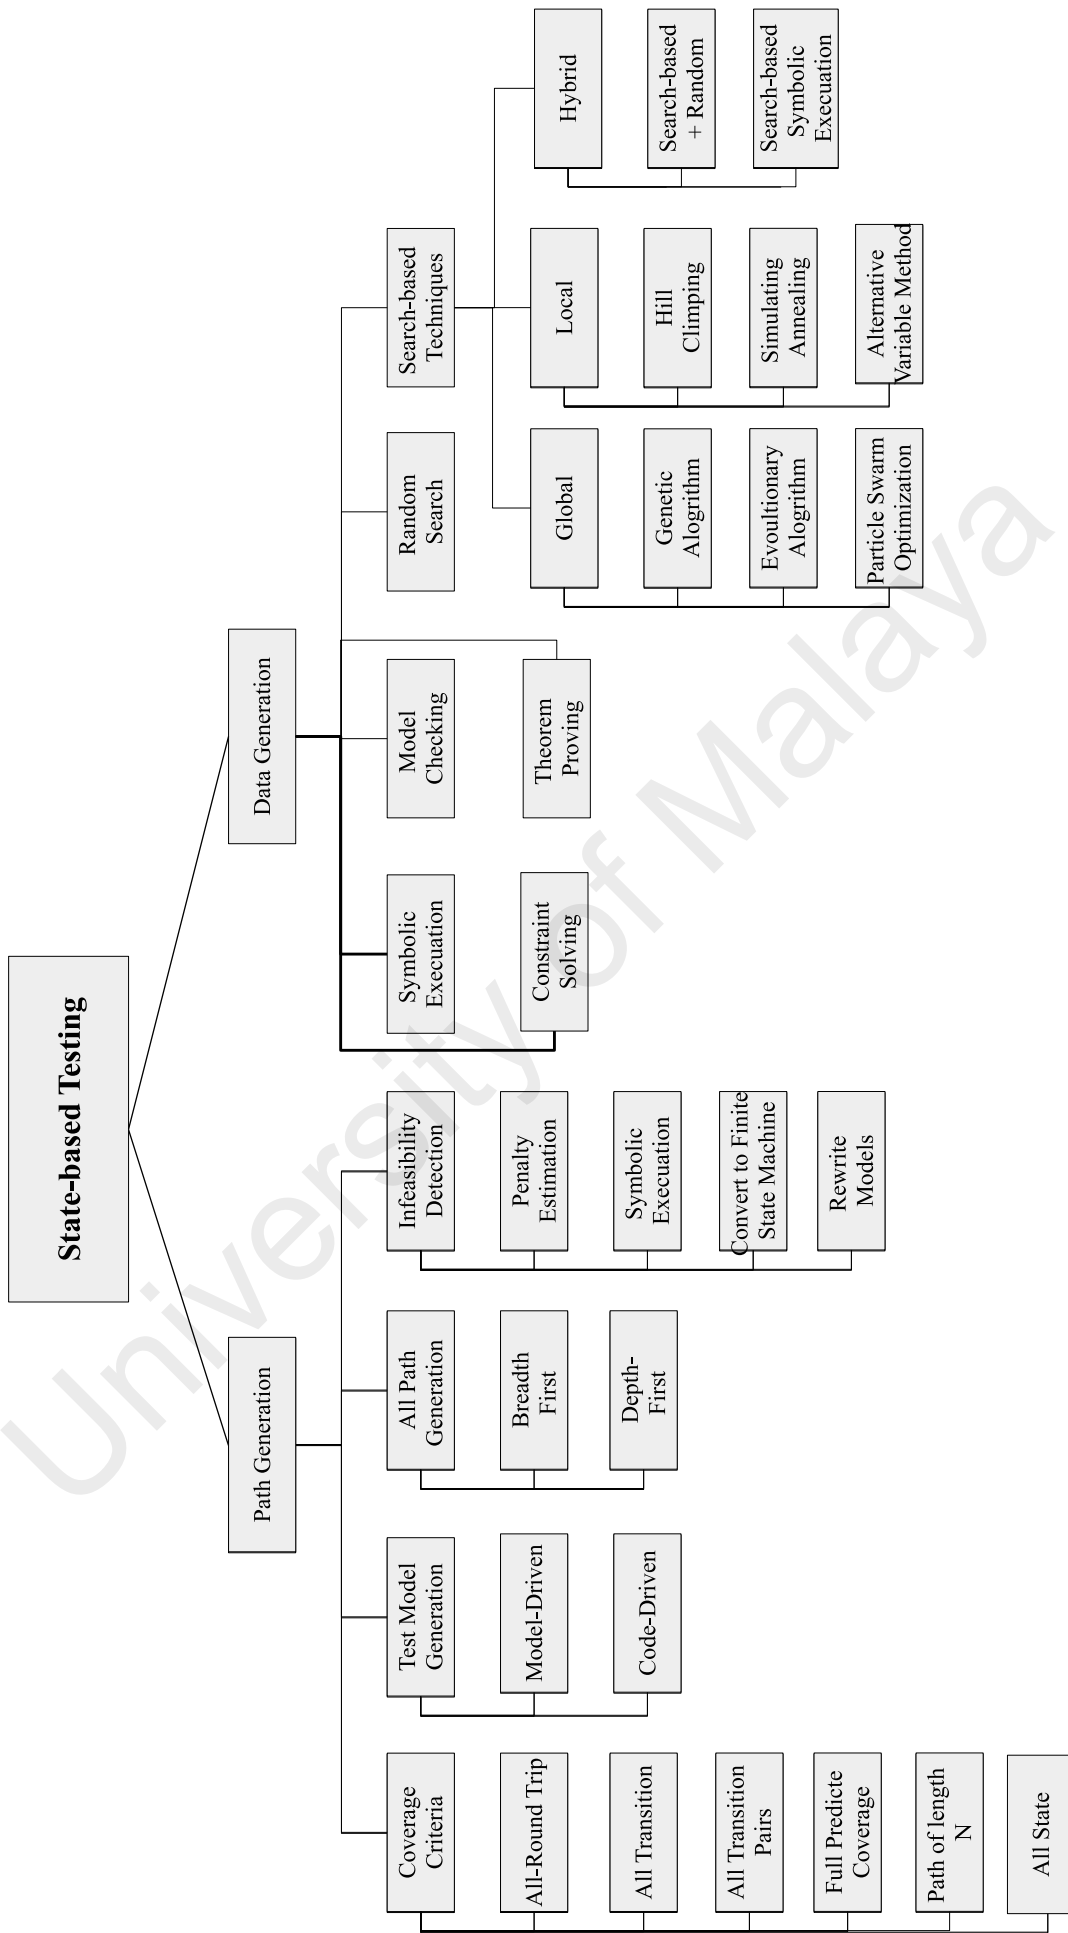 State-based Testing
Path Generation
Data Generation
Coverage
Criteria
All-Round Trip
All Transition
All Transition
Pairs
Full Predicte
Coverage
Path of length
N
All State
Test Model
Generation
Model-Driven
Code-Driven
All Path
Generation
Breadth
First
Depth-
First
Infeasibility
Detection
Penalty
Estimation
Symbolic
Execuation
Convert to Finite
State Machine
Rewrite
Models
Symbolic
Execuation
Constraint
Solving
Model
Checking
Theorem
Proving
Random
Search
Search-based
Techniques
Global
Genetic
Alogrithm
Evoultionary
Alogrithm
Particle Swarm
Optimization
Local
Hill
Climping
Simulating
Annealing
Alternative
Variable Method
Hybrid
Search-based
+ Random
Search-based
Symbolic
Execuation
University of Malaya